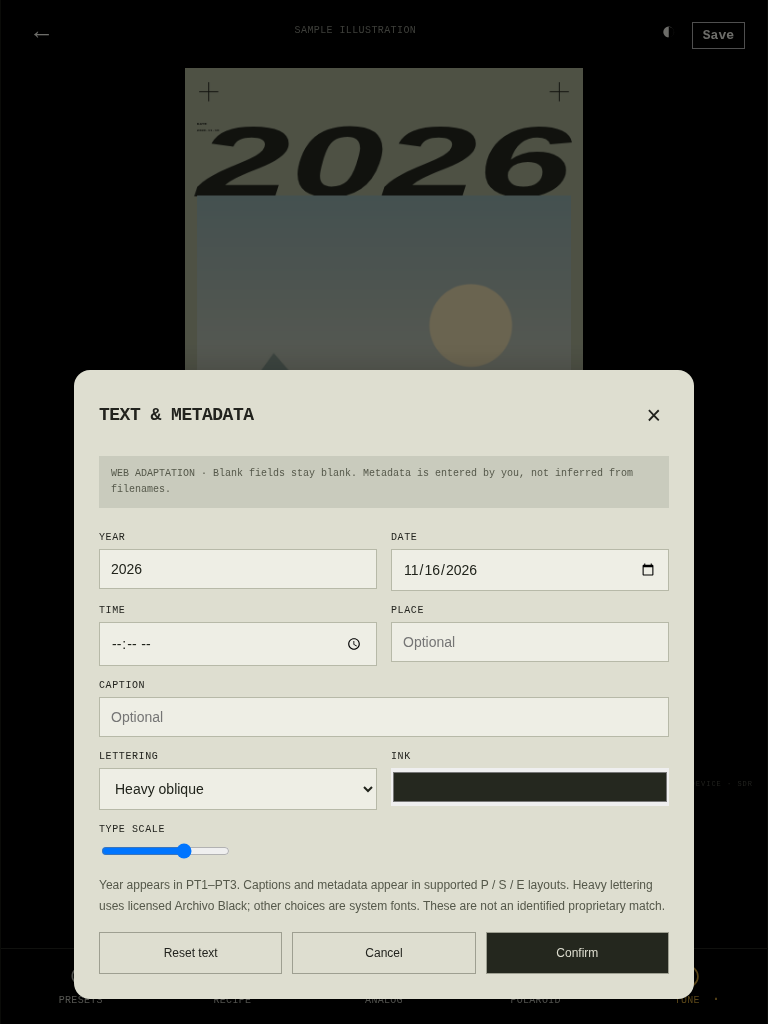 ←
SAMPLE ILLUSTRATION
Save
2026
TEXT & METADATA
×
WEB ADAPTATION · Blank fields stay blank. Metadata is entered by you, not inferred from
filenames.
YEAR
DATE
2026
11/16/2026
TIME
PLACE
--:-- --
Optional
CAPTION
Optional
LETTERING
INK
Heavy oblique
TYPE SCALE
Year appears in PT1–PT3. Captions and metadata appear in supported P / S / E layouts. Heavy lettering
uses licensed Archivo Black; other choices are system fonts. These are not an identified proprietary match.
Reset text
Cancel
Confirm
PRESETS
RECIPE
ANALOG
POLAROID
TUNE